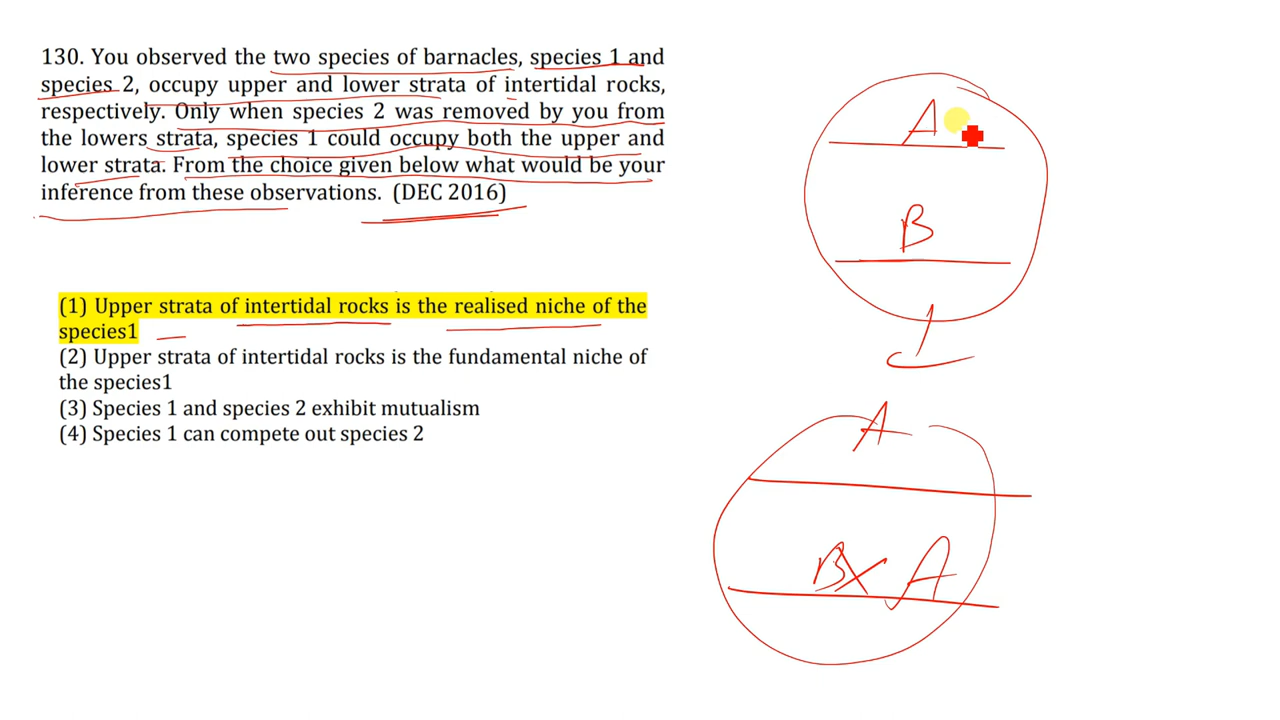 130. You observed the two species of barnacles, species 1 and
species 2, occupy upper and lower strata of intertidal rocks,
respectively. Only when species 2 was removed by you from
the lowers strata, species 1 could occupy both the upper and
lower strata. From the choice given below what would be your
inference from these observations. (DEC 2016)
(1) Upper strata of intertidal rocks is the realised niche of the
species1
(2) Upper strata of intertidal rocks is the fundamental niche of
the species1
(3) Species 1 and species 2 exhibit mutualism
(4) Species 1 can compete out species 2
A
B
A
B A